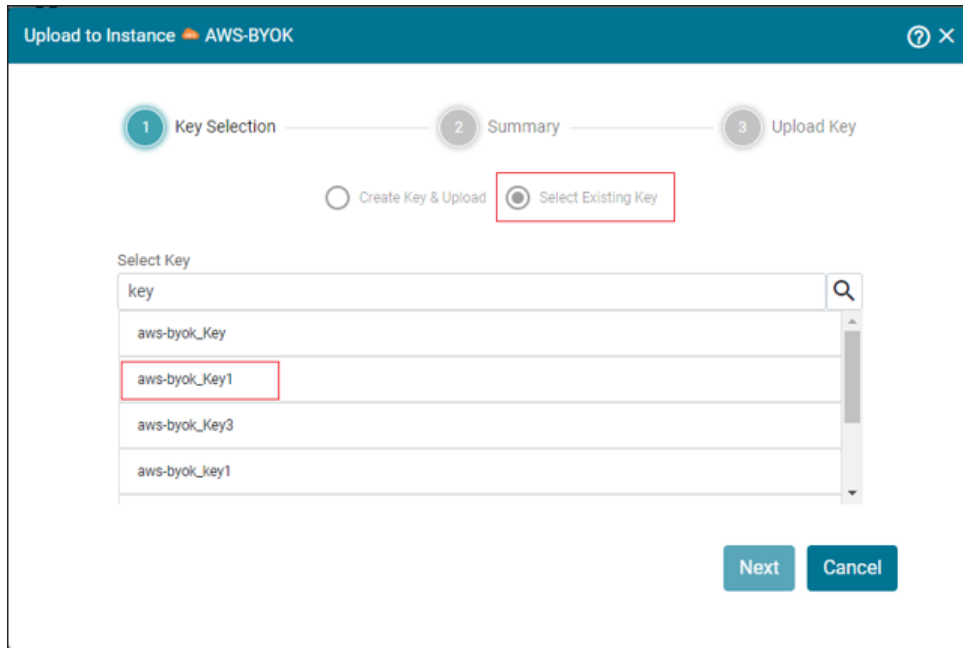 Upload to Instance AWS-BYOK
1 Key Selection 2 Summary 3 Upload Key
Create Key & Upload Select Existing Key
Select Key
key
aws-byok_Key
aws-byok_Key1
aws-byok_Key3
aws-byok_key1
Next Cancel